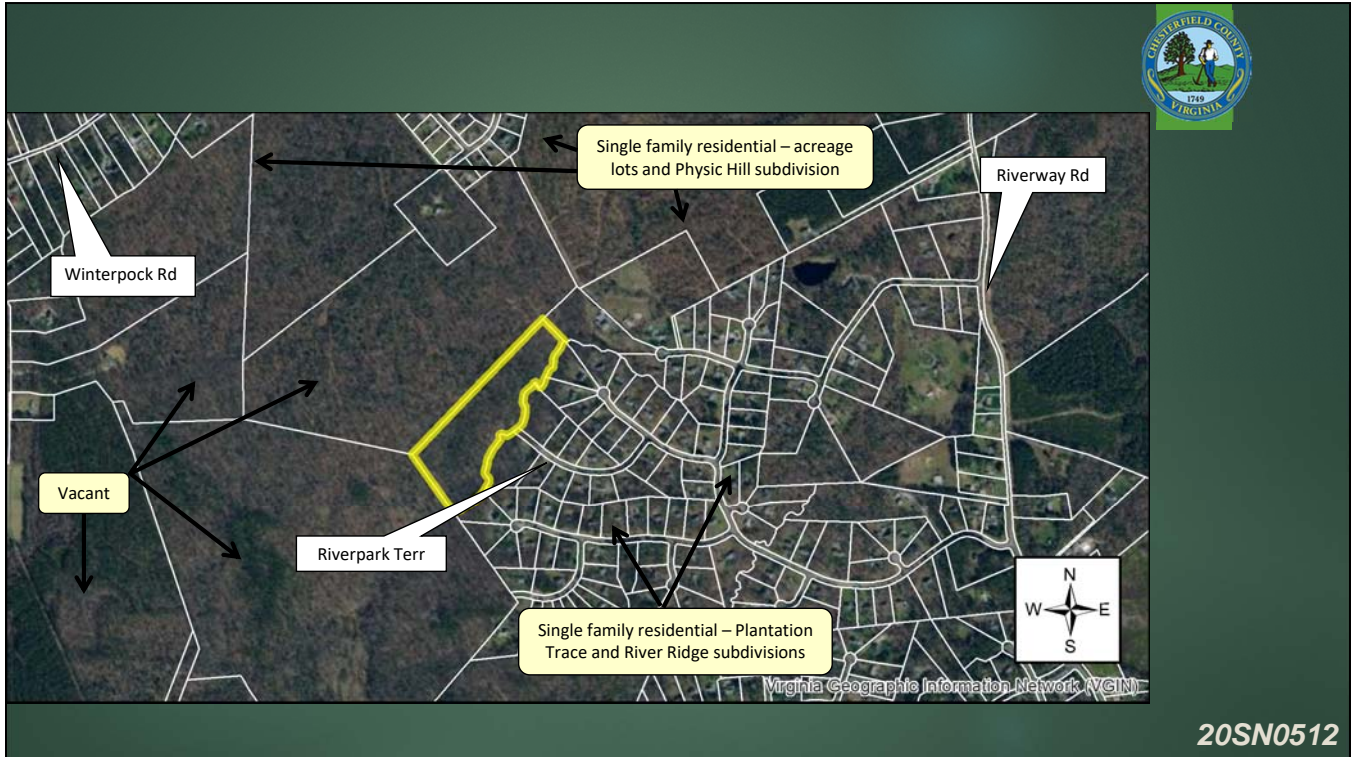 CHESTERFIELD COUNTY
1749
VIRGINIA
Single family residential – acreage
lots and Physic Hill subdivision
Riverway Rd
Winterpock Rd
Vacant
Riverpark Terr
N
W E
S
Single family residential – Plantation
Trace and River Ridge subdivisions
Virginia Geographic Information Network (VGIN)
20SN0512